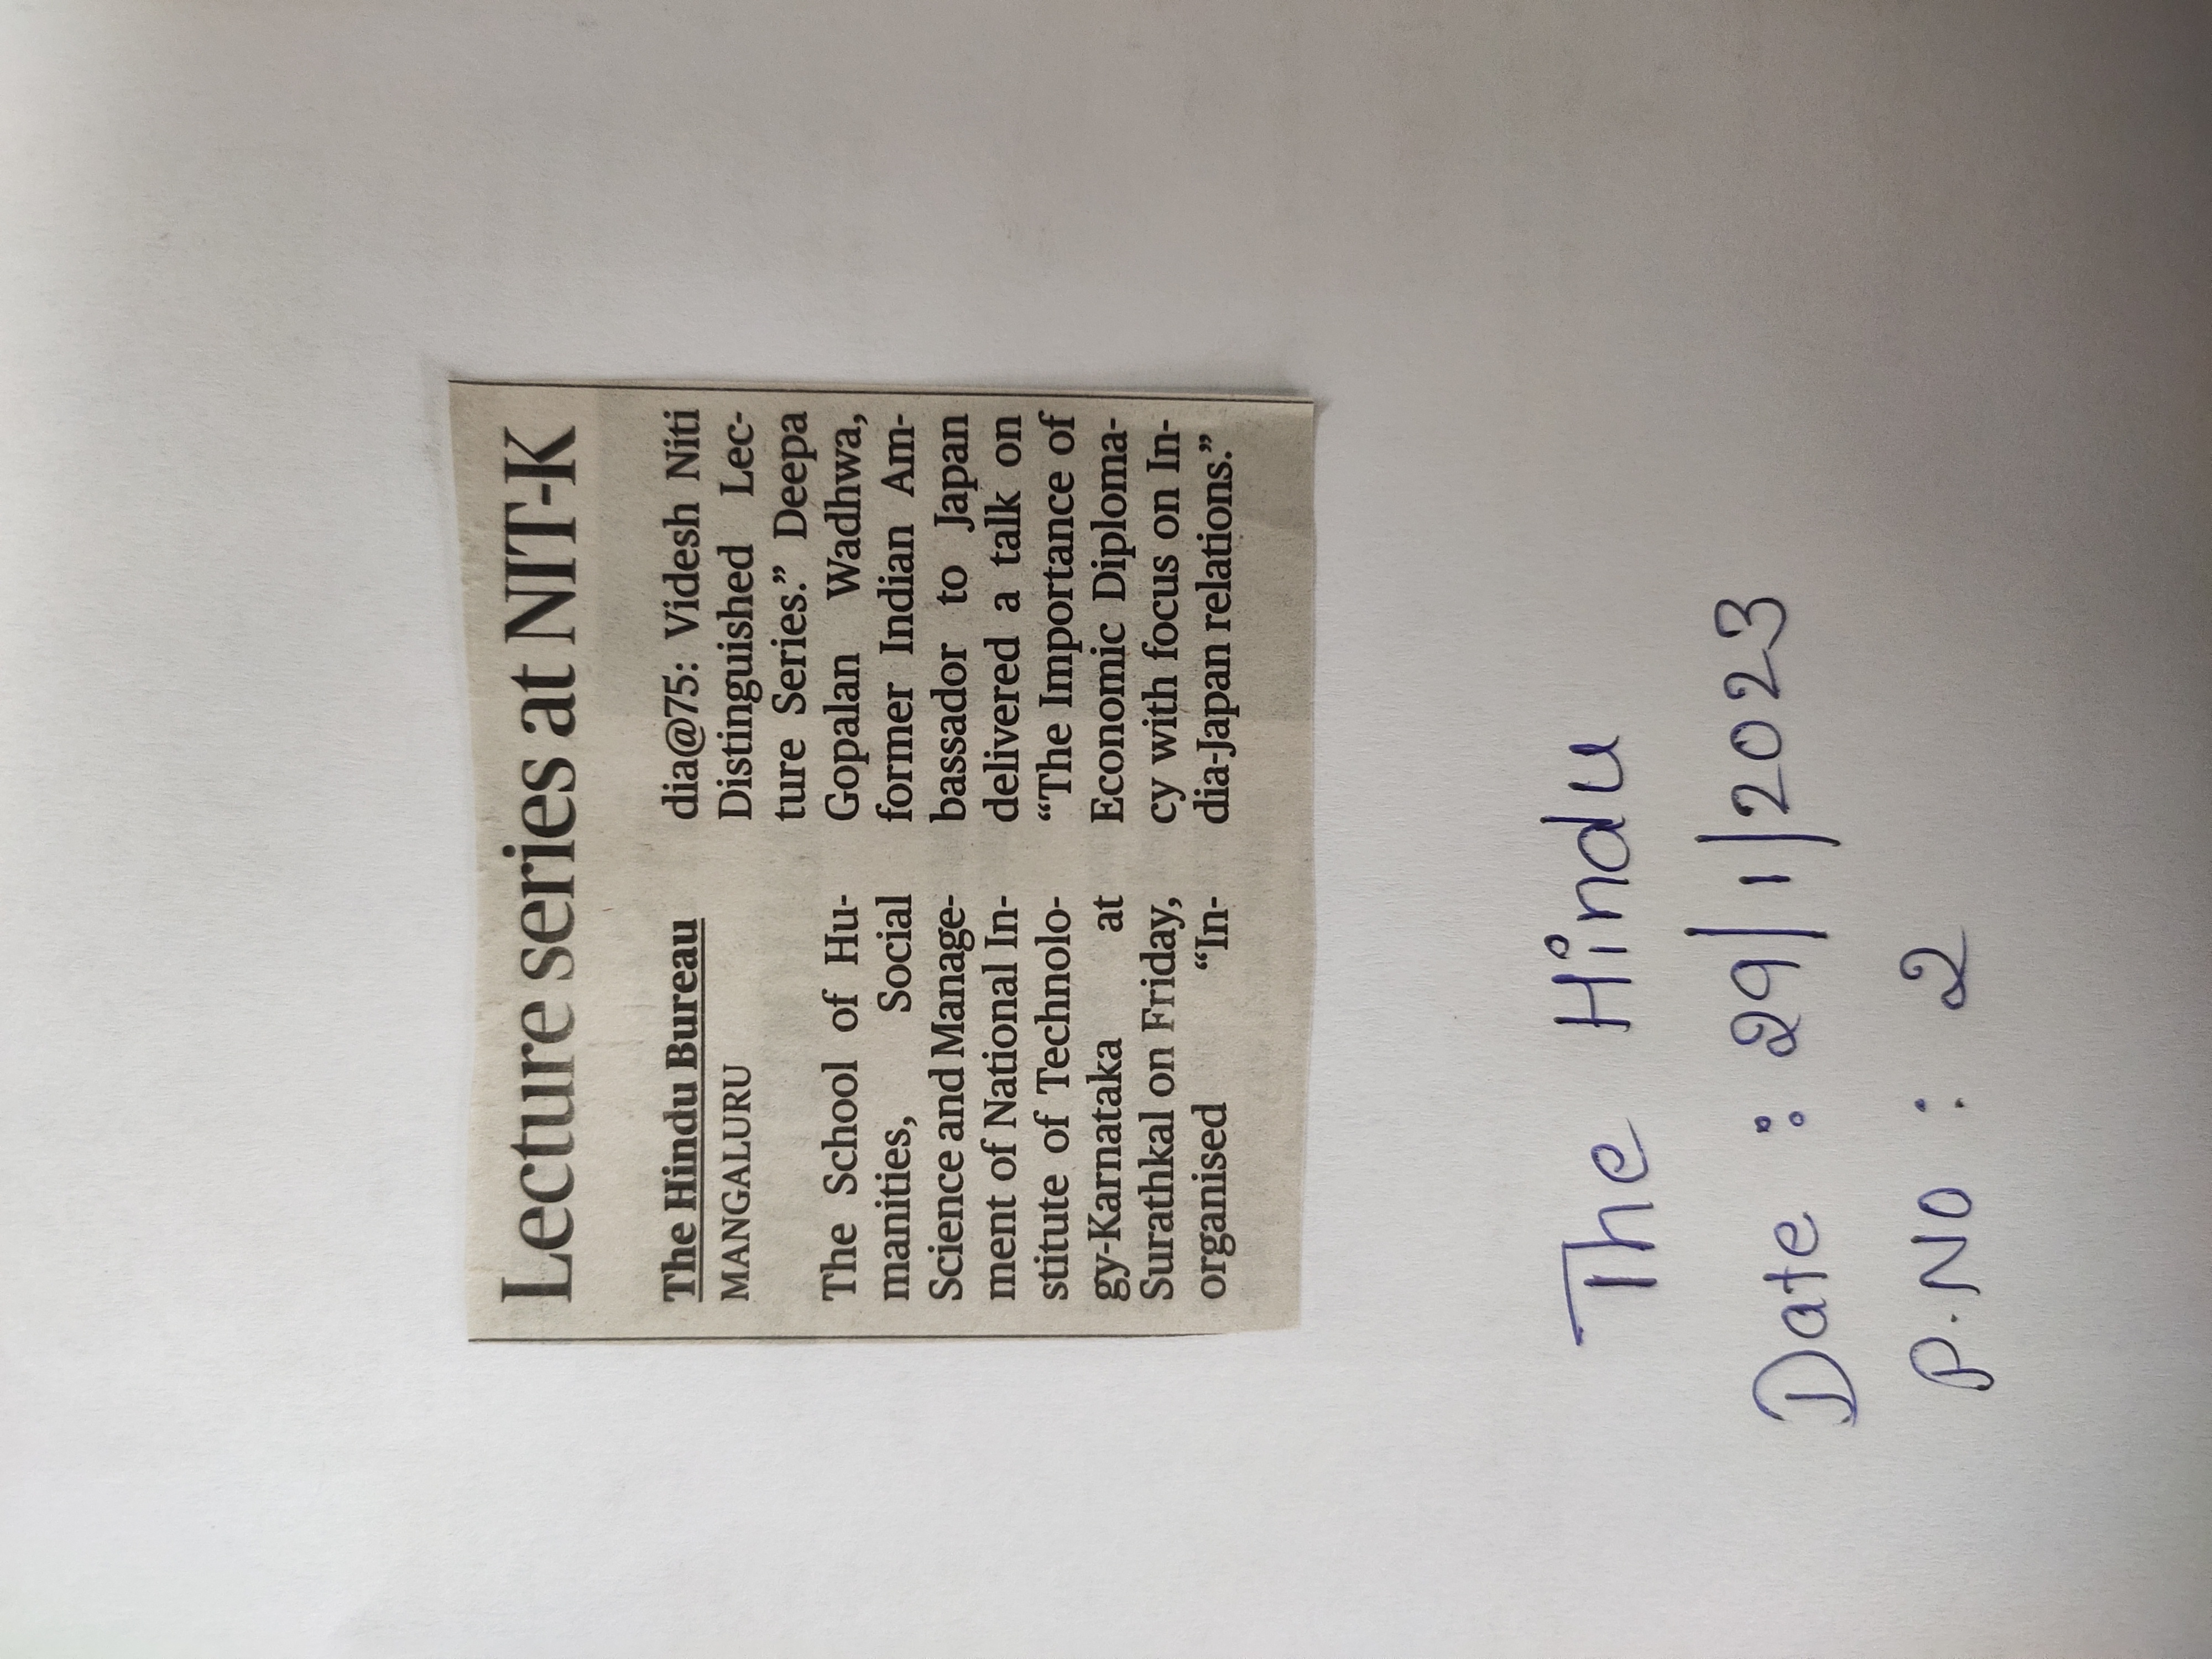 Lecture series at NIT-K
The Hindu Bureau
MANGALURU
The School of Hu-
manities, Social
Science and Manage-
ment of National In-
stitute of Technolo-
gy-Karnataka at
Surathkal on Friday,
organised “In-
dia@75: Videsh Niti
Distinguished Lec-
ture Series.” Deepa
Gopalan Wadhwa,
former Indian Am-
bassador to Japan
delivered a talk on
“The Importance of
Economic Diploma-
cy with focus on In-
dia-Japan relations.”
The Hindu
Date : 29/1/2023
P.NO : 2